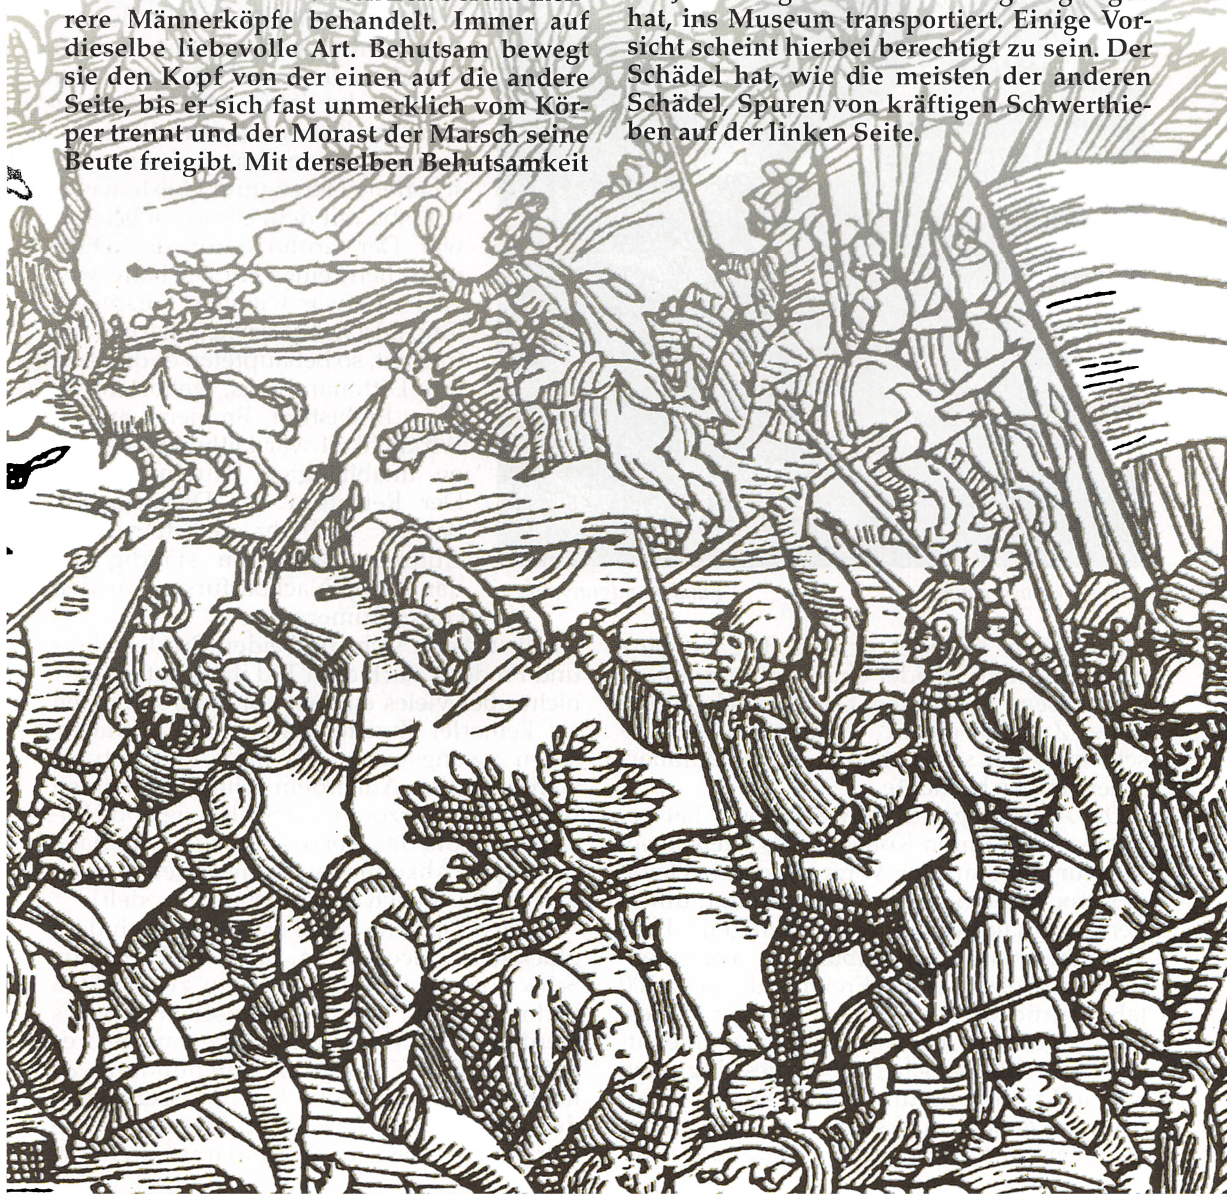 rere Männerköpfe behandelt. Immer auf
dieselbe liebevolle Art. Behutsam bewegt
sie den Kopf von der einen auf die andere
Seite, bis er sich fast unmerklich vom Kör-
per trennt und der Morast der Marsch seine
Beute freigibt. Mit derselben Behutsamkeit
hat, ins Museum transportiert. Einige Vor-
sicht scheint hierbei berechtigt zu sein. Der
Schädel hat, wie die meisten der anderen
Schädel, Spuren von kräftigen Schwerthie-
ben auf der linken Seite.